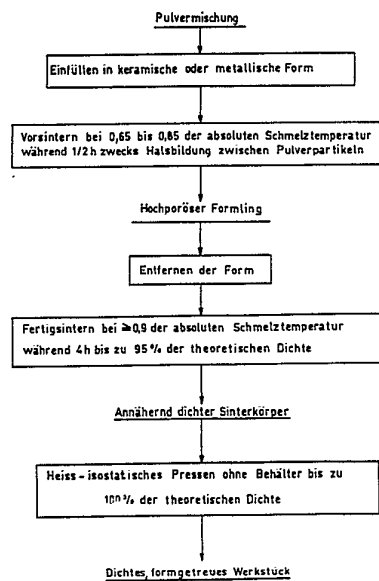 Pulvermischung
Einfüllen in keramische oder metallische Form
Vorsintern bei 0,65 bis 0,85 der absoluten Schmelztemperatur
während 1/2 h zwecks Halsbildung zwischen Pulverpartikeln
Hochporöser Formling
Entfernen der Form
Fertigsintern bei ≥0,9 der absoluten Schmelztemperatur
während 4h bis zu 95% der theoretischen Dichte
Annähernd dichter Sinterkörper
Heiss-isostatisches Pressen ohne Behälter bis zu
100% der theoretischen Dichte
Dichtes, formgetreues Werkstück